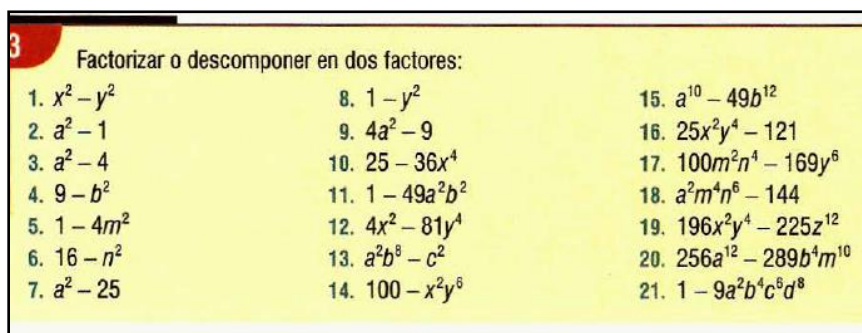 3
Factorizar o descomponer en dos factores:
1. x² – y²
2. a² – 1
3. a² – 4
4. 9 – b²
5. 1 – 4m²
6. 16 – n²
7. a² – 25
8. 1 – y²
9. 4a² – 9
10. 25 – 36x⁴
11. 1 – 49a²b²
12. 4x² – 81y⁴
13. a²b⁸ – c²
14. 100 – x²y⁶
15. a¹⁰ – 49b¹²
16. 25x²y⁴ – 121
17. 100m²n⁴ – 169y⁶
18. a²m⁴n⁶ – 144
19. 196x²y⁴ – 225z¹²
20. 256a¹² – 289b⁴m¹⁰
21. 1 – 9a²b⁴c⁶d⁸